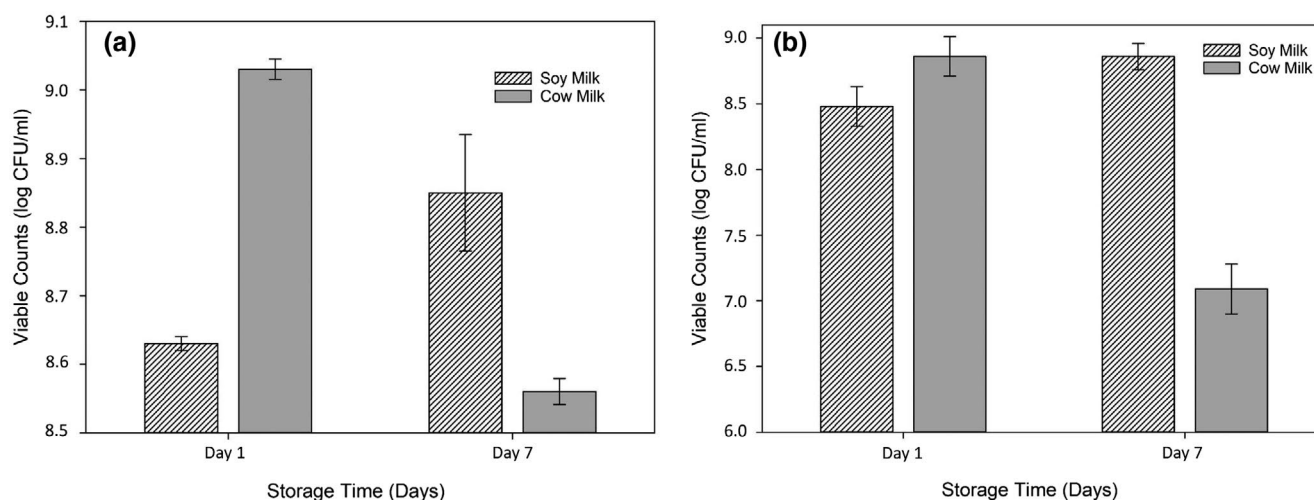 (a)
Viable Counts (log CFU/ml)
9.1
9.0
8.9
8.8
8.7
8.6
8.5
Soy Milk
Cow Milk
Day 1
Day 7
Storage Time (Days)
(b)
Viable Counts (log CFU/ml)
9.0
8.5
8.0
7.5
7.0
6.5
6.0
Soy Milk
Cow Milk
Day 1
Day 7
Storage Time (Days)